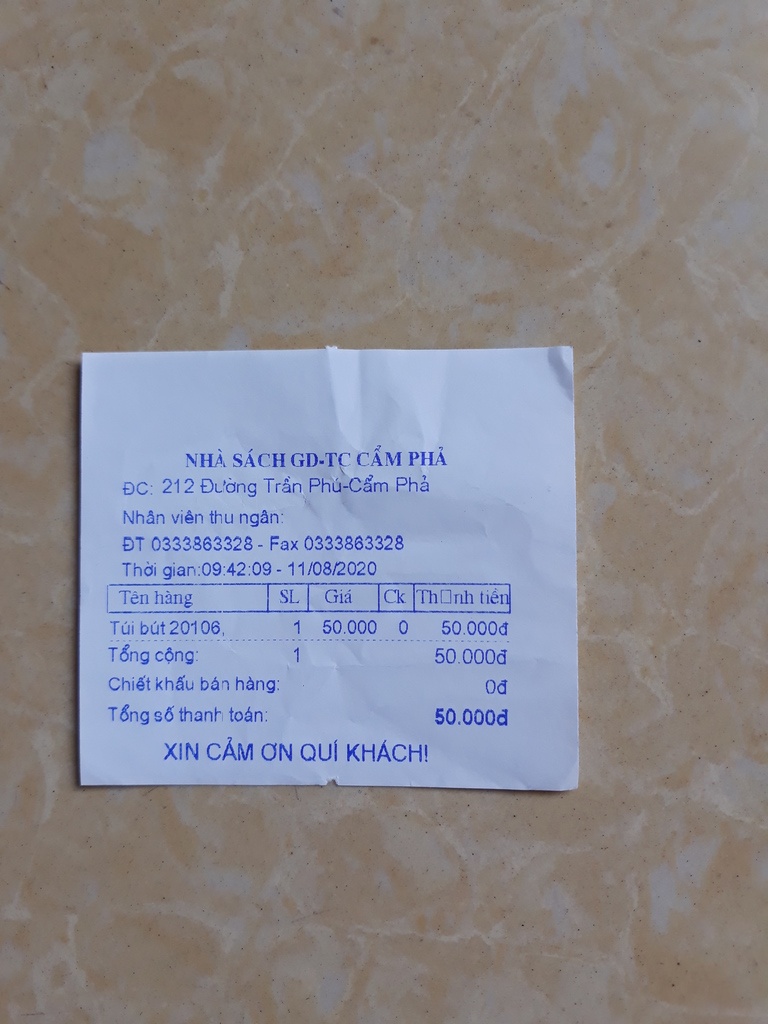 NHÀ SÁCH GD-TC CẨM PHẢ
ĐC: 212 Đường Trần Phú-Cẩm Phả
Nhân viên thu ngân:
ĐT 0333863328 - Fax 0333863328
Thời gian:09:42:09 - 11/08/2020
Tên hàng SL Giá Ck Th□nh tiền
Túi bút 20106, 1 50.000 0 50.000đ
Tổng cộng: 1 50.000đ
Chiết khấu bán hàng: 0đ
Tổng số thanh toán: 50.000đ
XIN CẢM ƠN QUÍ KHÁCH!